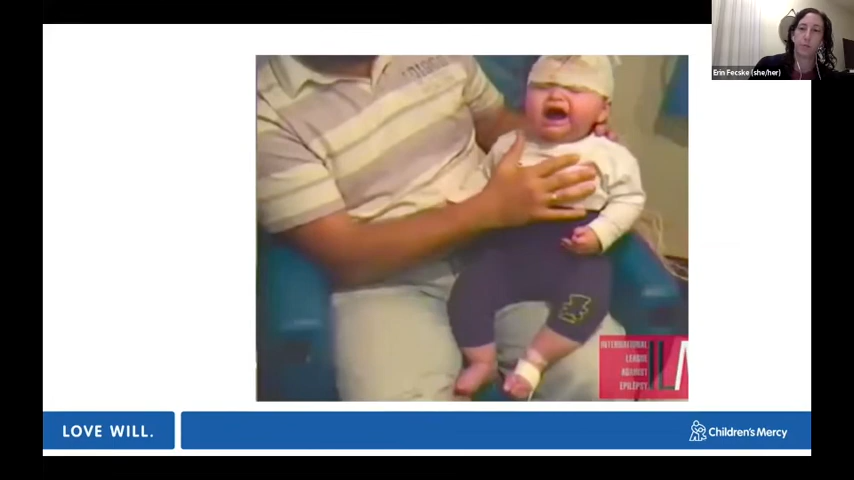 Erin Fecske (she/her)
INTERNATIONAL
LEAGUE
AGAINST
EPILEPSY
LOVE WILL.
Children's Mercy